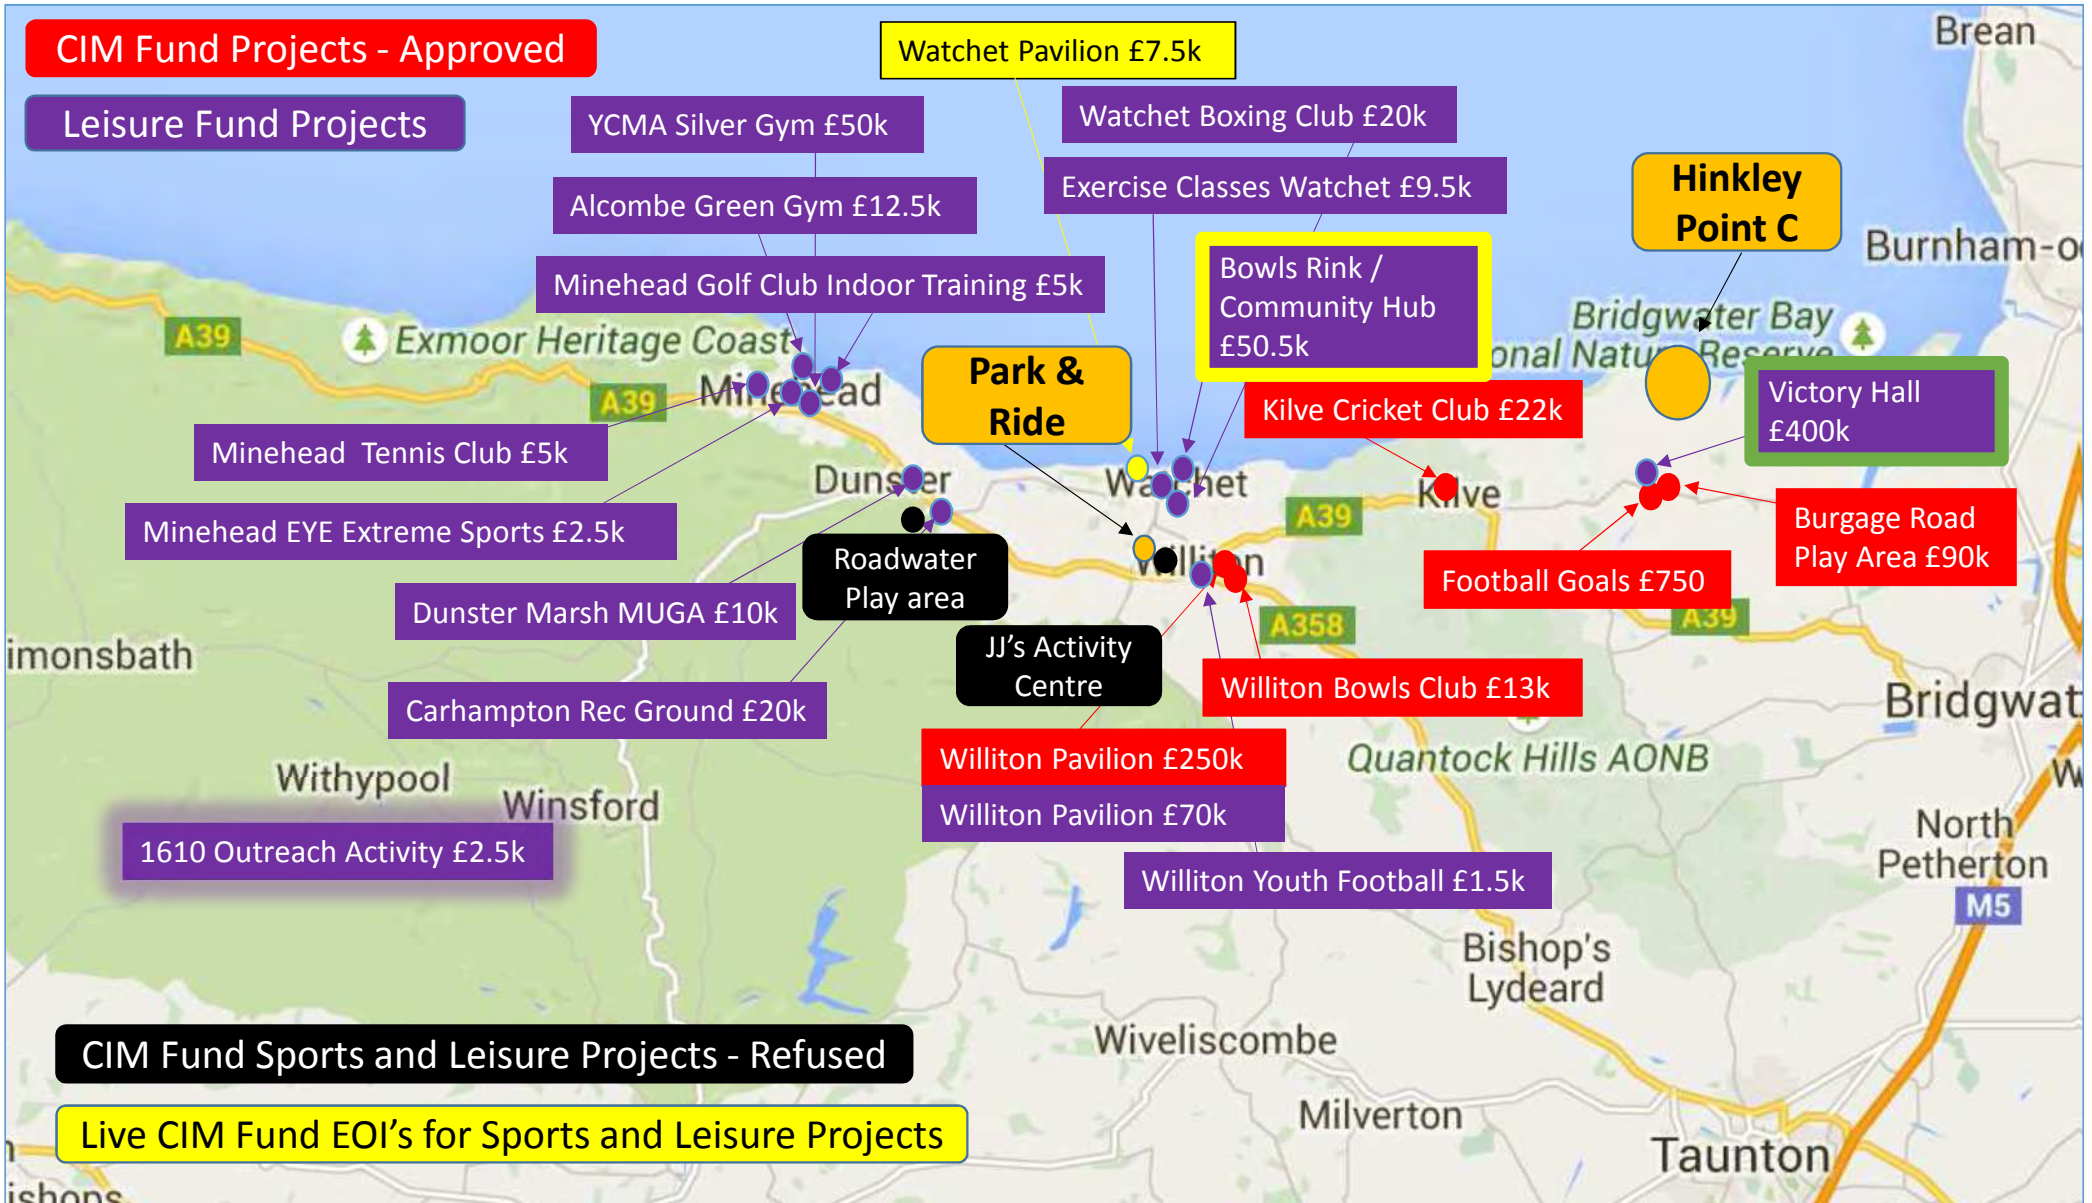 CIM Fund Projects - Approved
Leisure Fund Projects
Watchet Pavilion £7.5k
Brean
YCMA Silver Gym £50k
Watchet Boxing Club £20k
Alcombe Green Gym £12.5k
Exercise Classes Watchet £9.5k
Hinkley
Point C
Burnham-o
Minehead Golf Club Indoor Training £5k
Bowls Rink /
Community Hub
£50.5k
Bridgwater Bay
onal Nature Reserve
A39
Exmoor Heritage Coast
A39
Minehead
Park &
Ride
Kilve Cricket Club £22k
Victory Hall
£400k
Minehead  Tennis Club £5k
Dunster
Watchet
A39
Kilve
Minehead EYE Extreme Sports £2.5k
Burgage Road
Play Area £90k
Roadwater
Play area
Williton
Football Goals £750
Dunster Marsh MUGA £10k
A358
A39
imonsbath
JJ's Activity
Centre
Williton Bowls Club £13k
Carhampton Rec Ground £20k
Bridgwat
Williton Pavilion £250k
Quantock Hills AONB
Withypool
Winsford
Williton Pavilion £70k
W
North
Petherton
1610 Outreach Activity £2.5k
Williton Youth Football £1.5k
M5
Bishop's
Lydeard
CIM Fund Sports and Leisure Projects - Refused
Wiveliscombe
Live CIM Fund EOI's for Sports and Leisure Projects
Milverton
Taunton
ishops